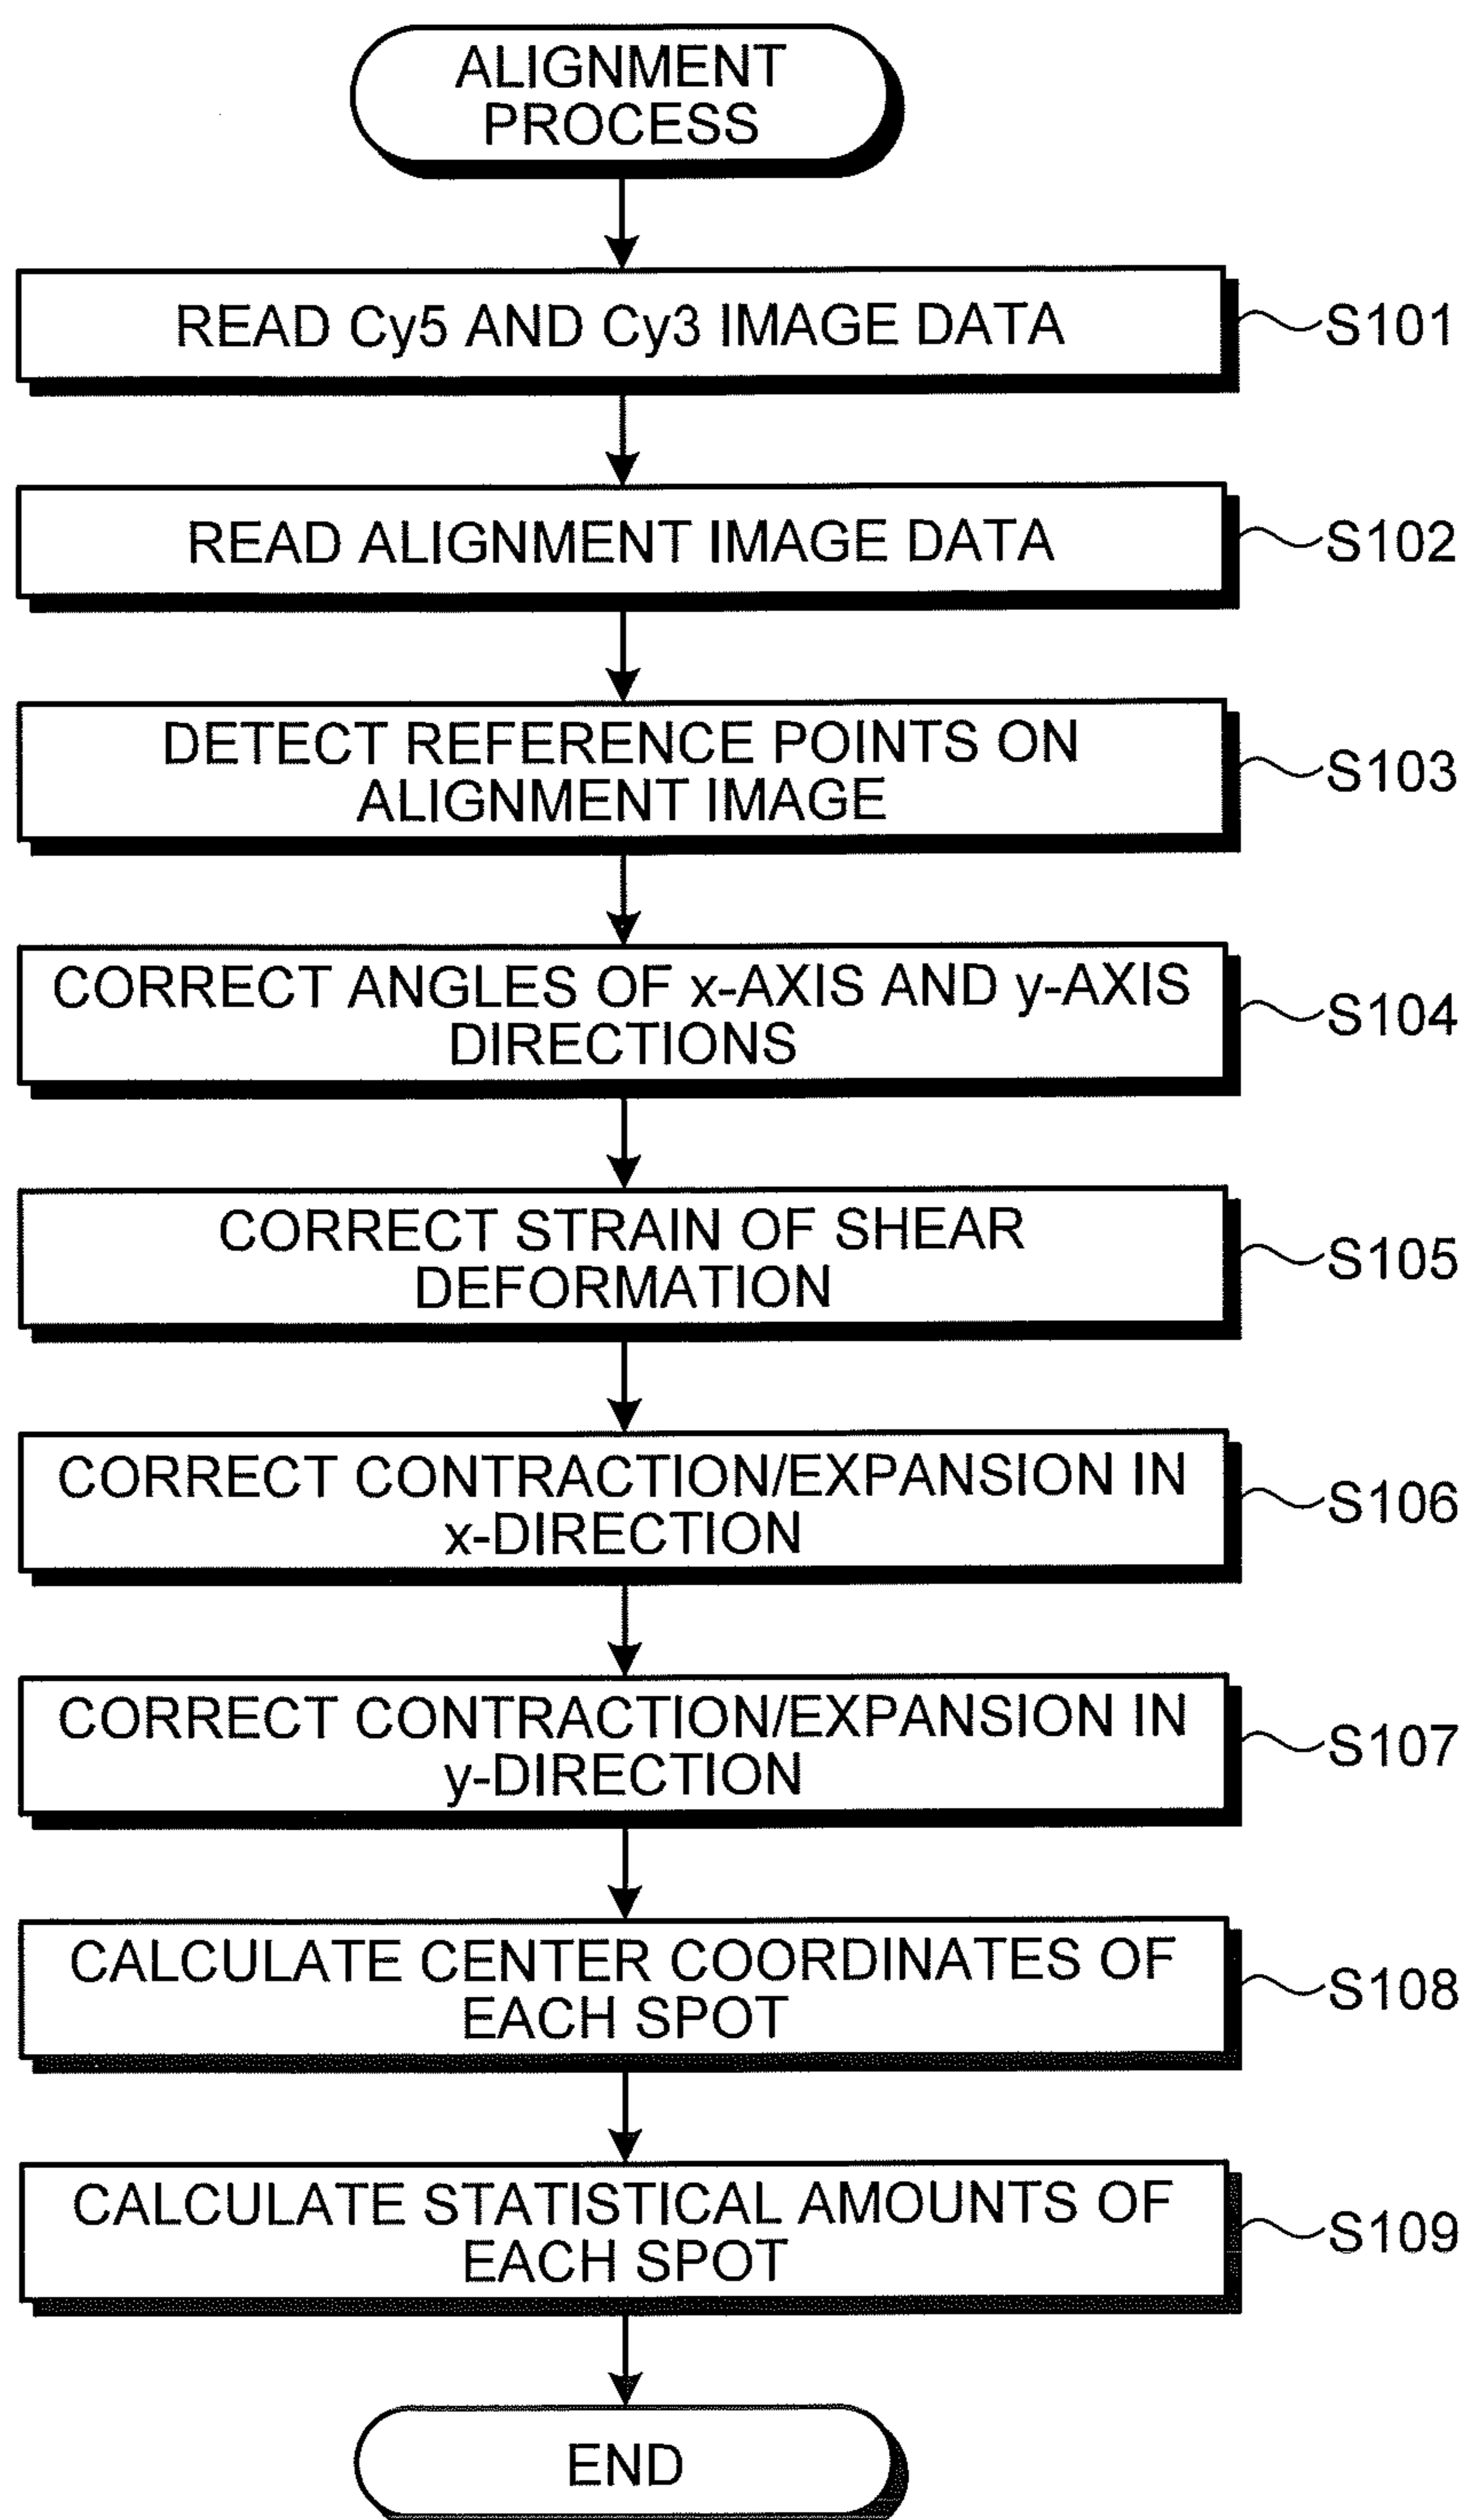 ALIGNMENT
PROCESS
READ Cy5 AND Cy3 IMAGE DATA
S101
READ ALIGNMENT IMAGE DATA
S102
DETECT REFERENCE POINTS ON
ALIGNMENT IMAGE
S103
CORRECT ANGLES OF x-AXIS AND y-AXIS
DIRECTIONS
S104
CORRECT STRAIN OF SHEAR
DEFORMATION
S105
CORRECT CONTRACTION/EXPANSION IN
x-DIRECTION
S106
CORRECT CONTRACTION/EXPANSION IN
y-DIRECTION
S107
CALCULATE CENTER COORDINATES OF
EACH SPOT
S108
CALCULATE STATISTICAL AMOUNTS OF
EACH SPOT
S109
END